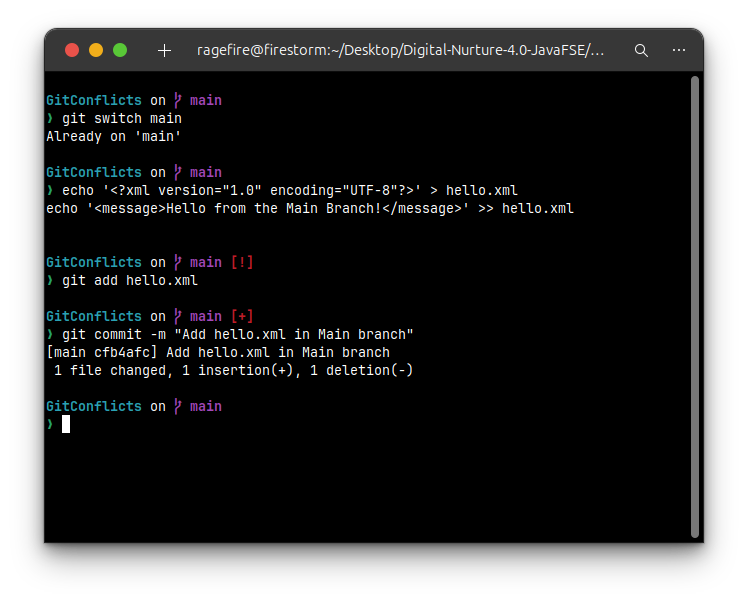 ragefire@firestorm:~/Desktop/Digital-Nurture-4.0-JavaFSE/...
GitConflicts on main
❯ git switch main
Already on 'main'
GitConflicts on main
❯ echo '<?xml version="1.0" encoding="UTF-8"?>' > hello.xml
echo '<message>Hello from the Main Branch!</message>' >> hello.xml
GitConflicts on main [!]
❯ git add hello.xml
GitConflicts on main [+]
❯ git commit -m "Add hello.xml in Main branch"
[main cfb4afc] Add hello.xml in Main branch
1 file changed, 1 insertion(+), 1 deletion(-)
GitConflicts on main
❯